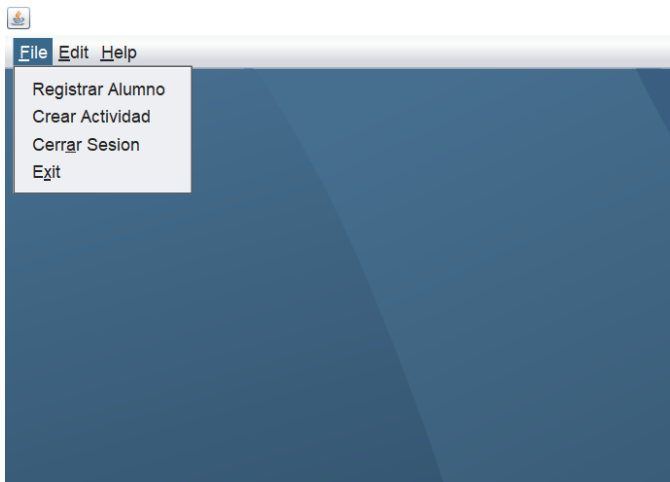 File Edit Help
Registrar Alumno
Crear Actividad
Cerrar Sesion
Exit